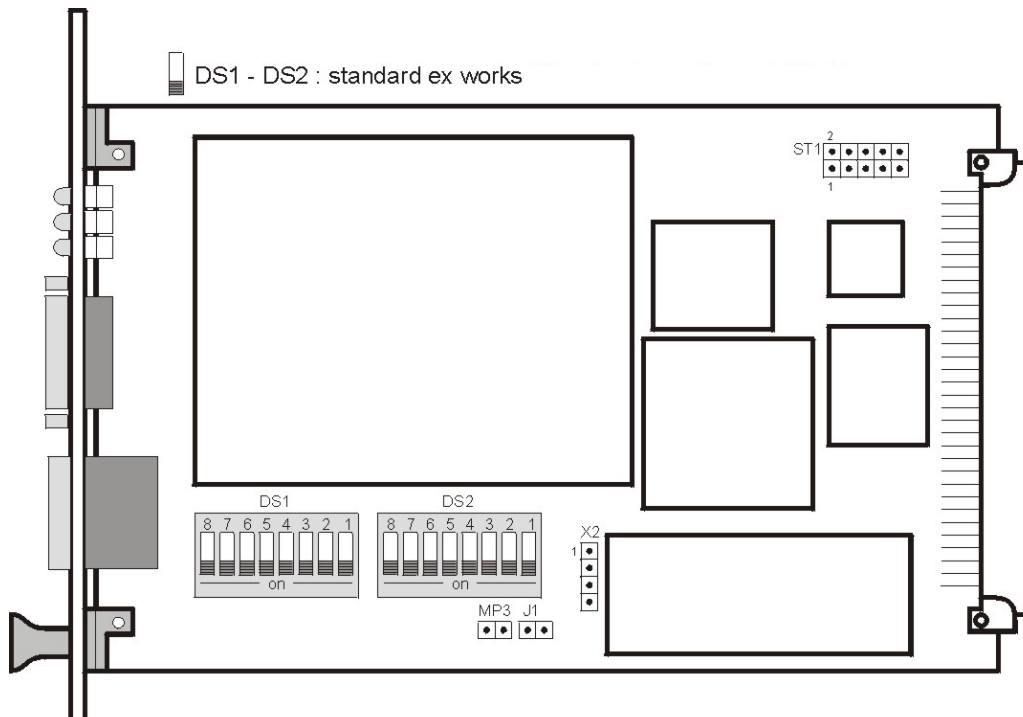 DS1 - DS2 : standard ex works
2
ST1
1
DS1
8 7 6 5 4 3 2 1
on
DS2
8 7 6 5 4 3 2 1
on
X2
1
MP3 J1